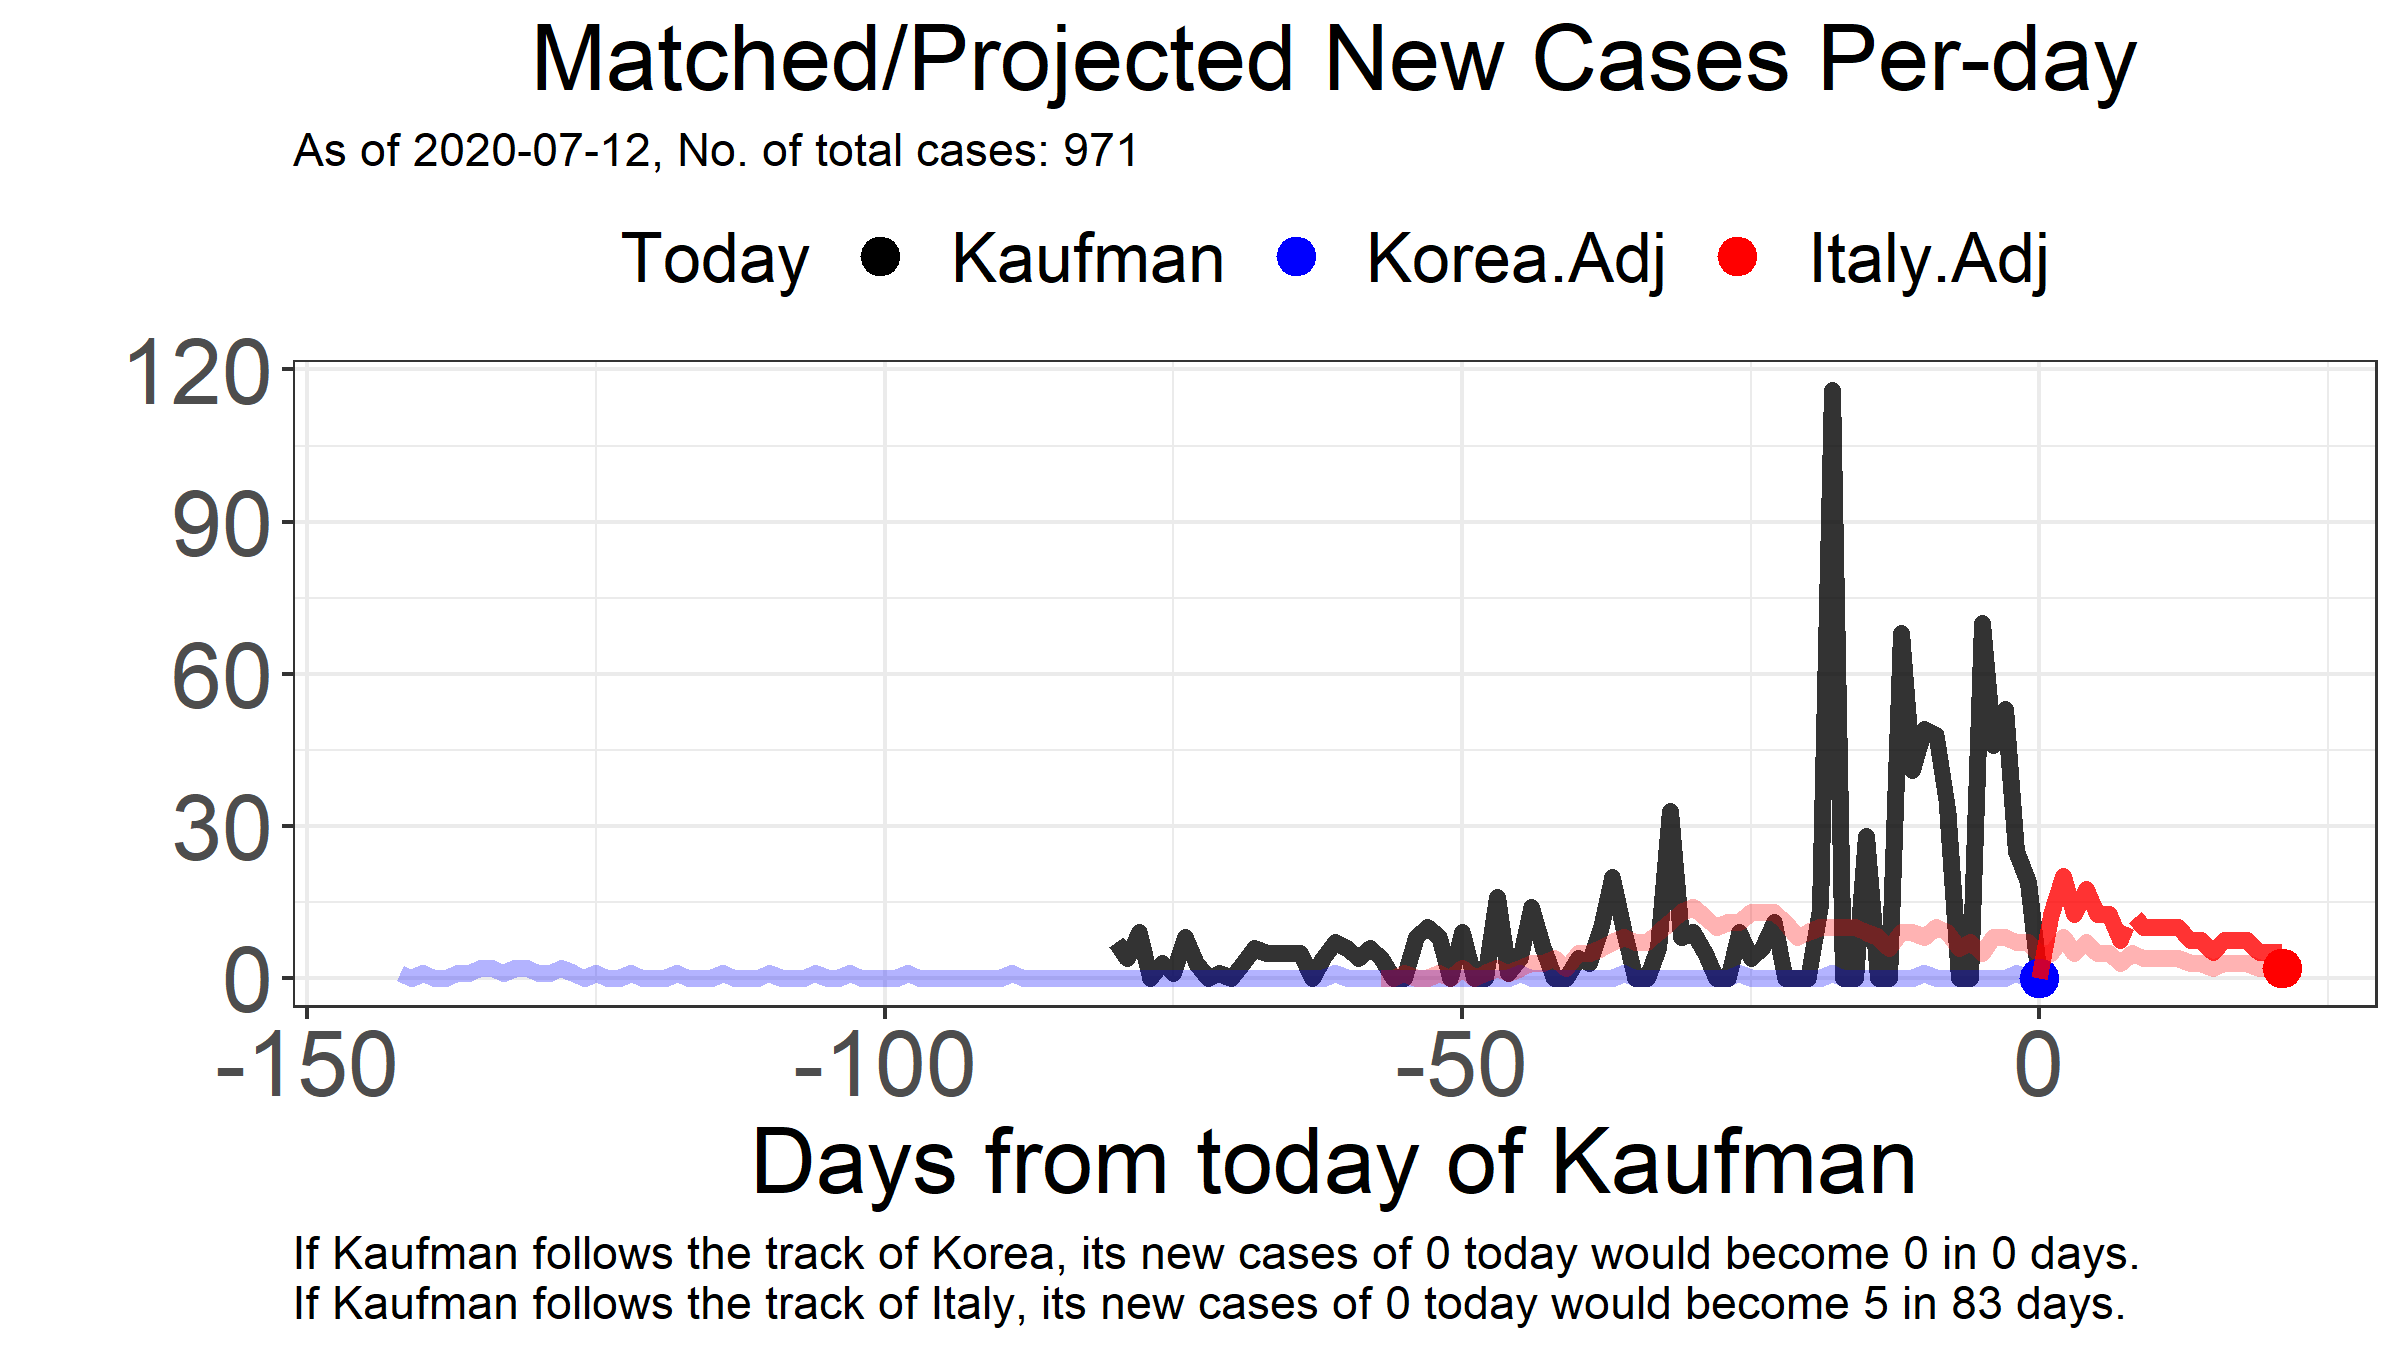 Matched/Projected New Cases Per-day
As of 2020-07-12, No. of total cases: 971
Today Kaufman Korea.Adj Italy.Adj
120
90
60
30
0
-150 -100 -50 0
Days from today of Kaufman
If Kaufman follows the track of Korea, its new cases of 0 today would become 0 in 0 days.
If Kaufman follows the track of Italy, its new cases of 0 today would become 5 in 83 days.